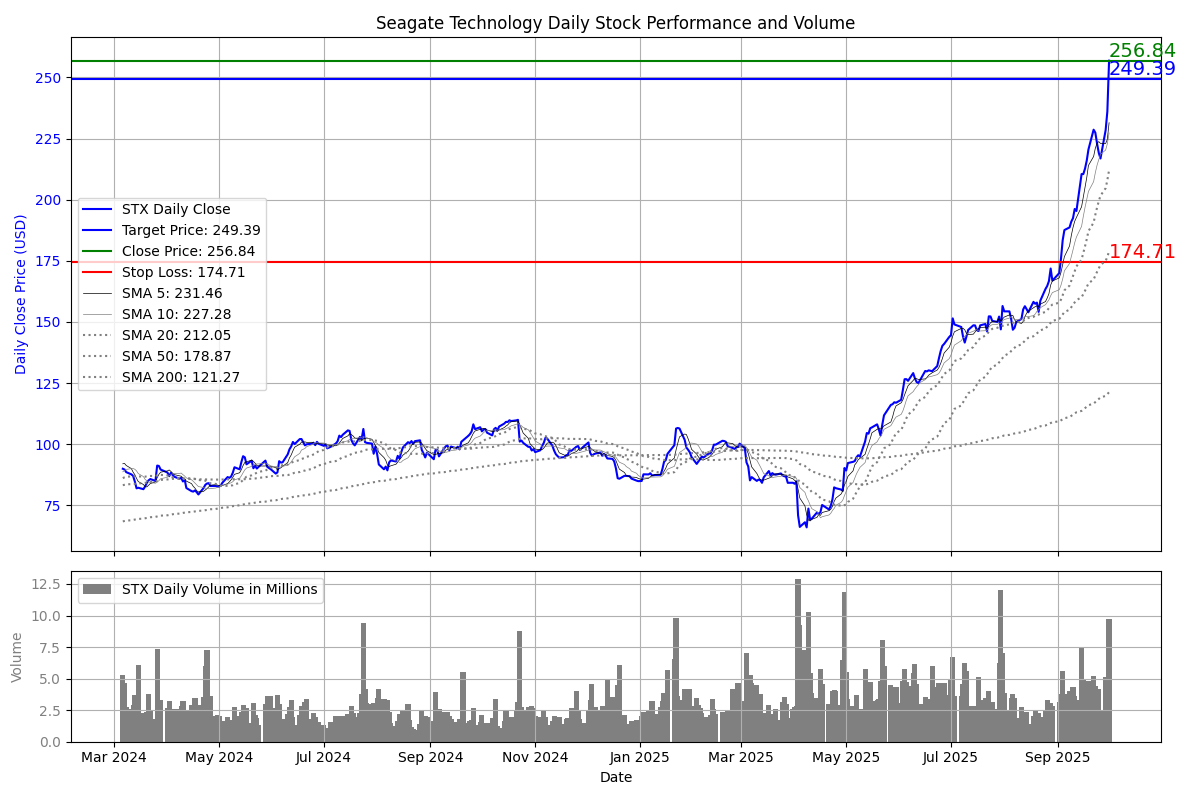 Seagate Technology Daily Stock Performance and Volume
256.84
249.39
174.71
250
225
200
175
150
125
100
75
Daily Close Price (USD)
STX Daily Close
Target Price: 249.39
Close Price: 256.84
Stop Loss: 174.71
SMA 5: 231.46
SMA 10: 227.28
SMA 20: 212.05
SMA 50: 178.87
SMA 200: 121.27
12.5
10.0
7.5
5.0
2.5
0.0
Volume
STX Daily Volume in Millions
Mar 2024 May 2024 Jul 2024 Sep 2024 Nov 2024 Jan 2025 Mar 2025 May 2025 Jul 2025 Sep 2025
Date